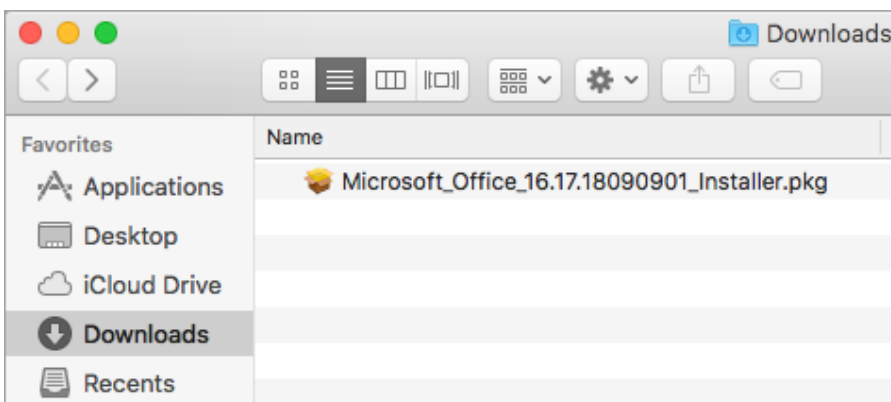 Downloads
Favorites
Name
Applications
Microsoft_Office_16.17.18090901_Installer.pkg
Desktop
iCloud Drive
Downloads
Recents